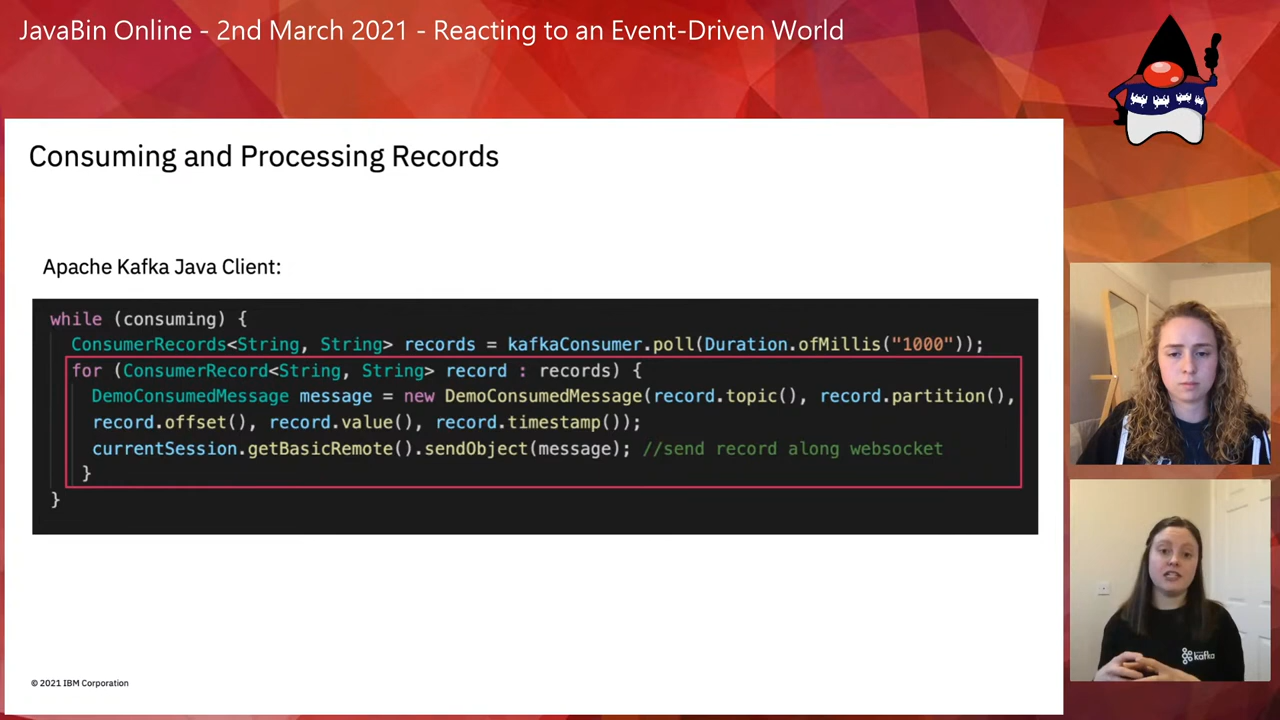 JavaBin Online - 2nd March 2021 - Reacting to an Event-Driven World
Consuming and Processing Records
Apache Kafka Java Client:
while (consuming) {
ConsumerRecords<String, String> records = kafkaConsumer.poll(Duration.ofMillis("1000"));
for (ConsumerRecord<String, String> record : records) {
DemoConsumedMessage message = new DemoConsumedMessage(record.topic(), record.partition(),
record.offset(), record.value(), record.timestamp());
currentSession.getBasicRemote().sendObject(message); //send record along websocket
}
}
© 2021 IBM Corporation
kafka